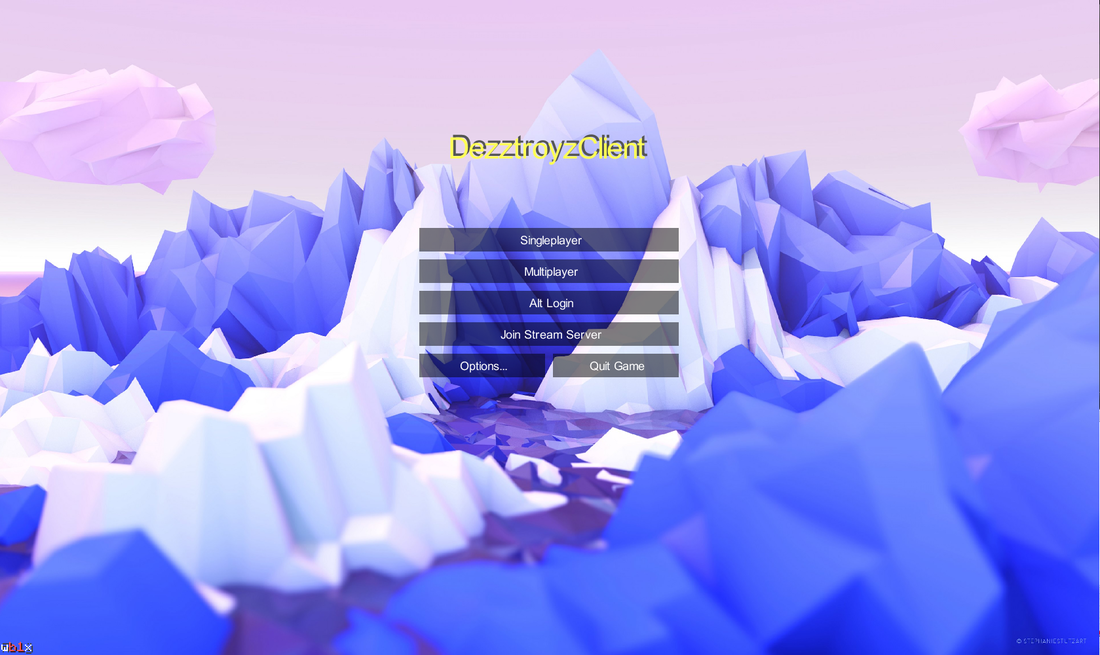 DezztroyzClient
Singleplayer
Multiplayer
Alt Login
Join Stream Server
Options...
Quit Game